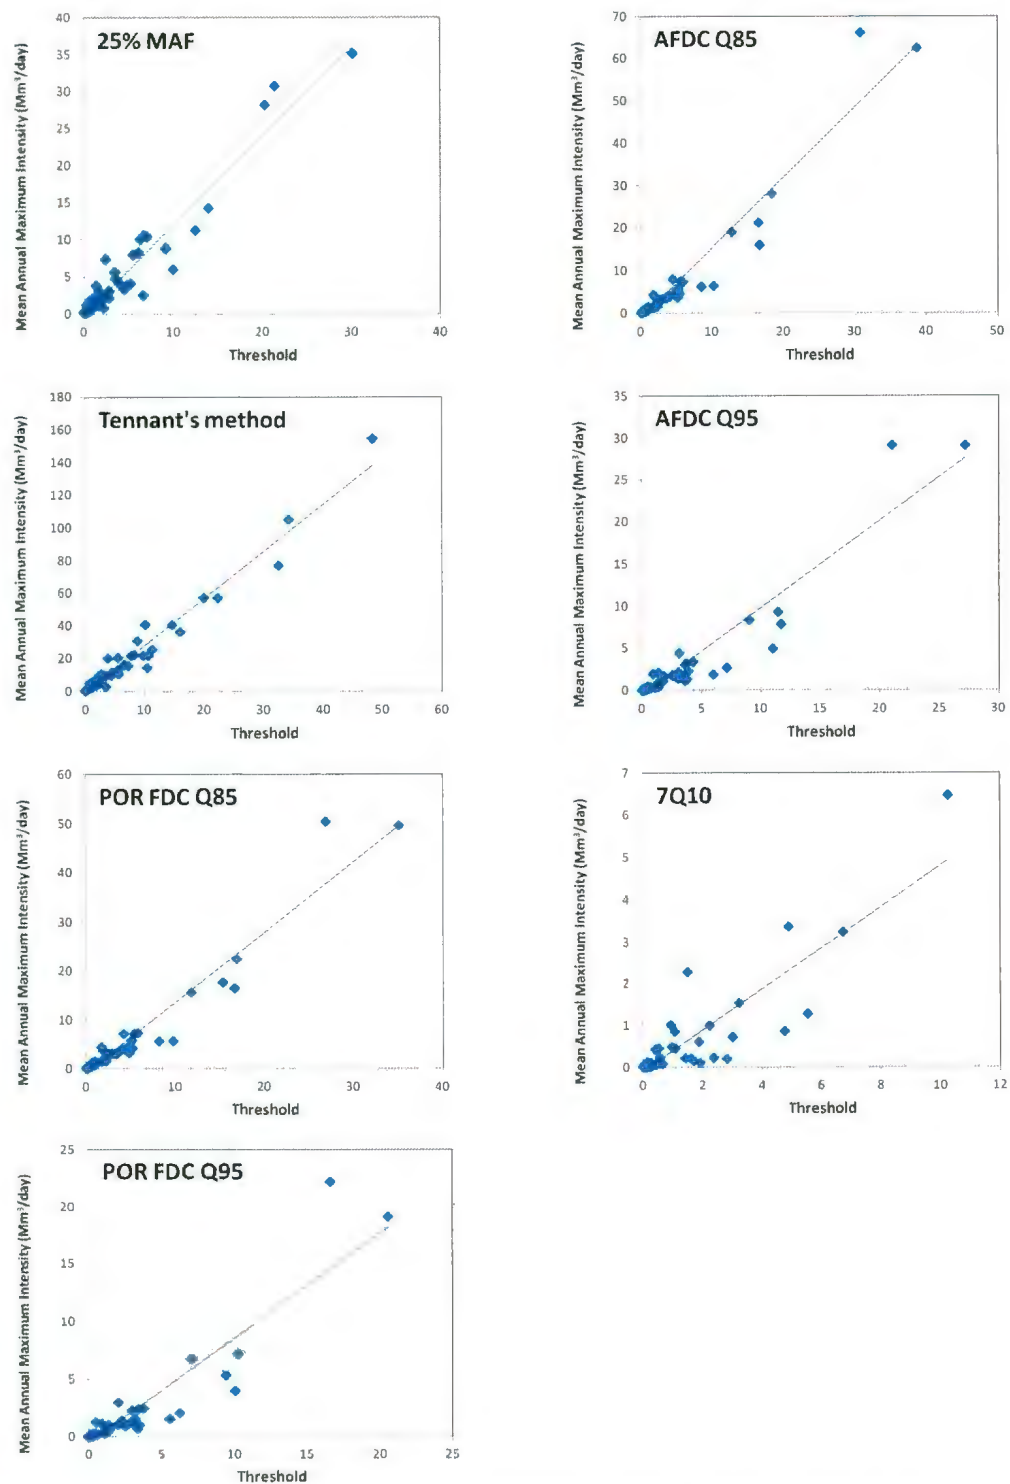 25% MAF
Mean Annual Maximum Intensity (Mm³/day)
40
35
30
25
20
15
10
5
0
0 10 20 30 40
Threshold
AFDC Q85
Mean Annual Maximum Intensity (Mm³/day)
70
60
50
40
30
20
10
0
0 10 20 30 40 50
Threshold
Tennant's method
Mean Annual Maximum Intensity (Mm³/day)
180
160
140
120
100
80
60
40
20
0
0 10 20 30 40 50 60
Threshold
AFDC Q95
Mean Annual Maximum Intensity (Mm³/day)
35
30
25
20
15
10
5
0
0 5 10 15 20 25 30
Threshold
POR FDC Q85
Mean Annual Maximum Intensity (Mm³/day)
60
50
40
30
20
10
0
0 10 20 30 40
Threshold
7Q10
Mean Annual Maximum Intensity (Mm³/day)
7
6
5
4
3
2
1
0
0 2 4 6 8 10 12
Threshold
POR FDC Q95
Mean Annual Maximum Intensity (Mm³/day)
25
20
15
10
5
0
0 5 10 15 20 25
Threshold